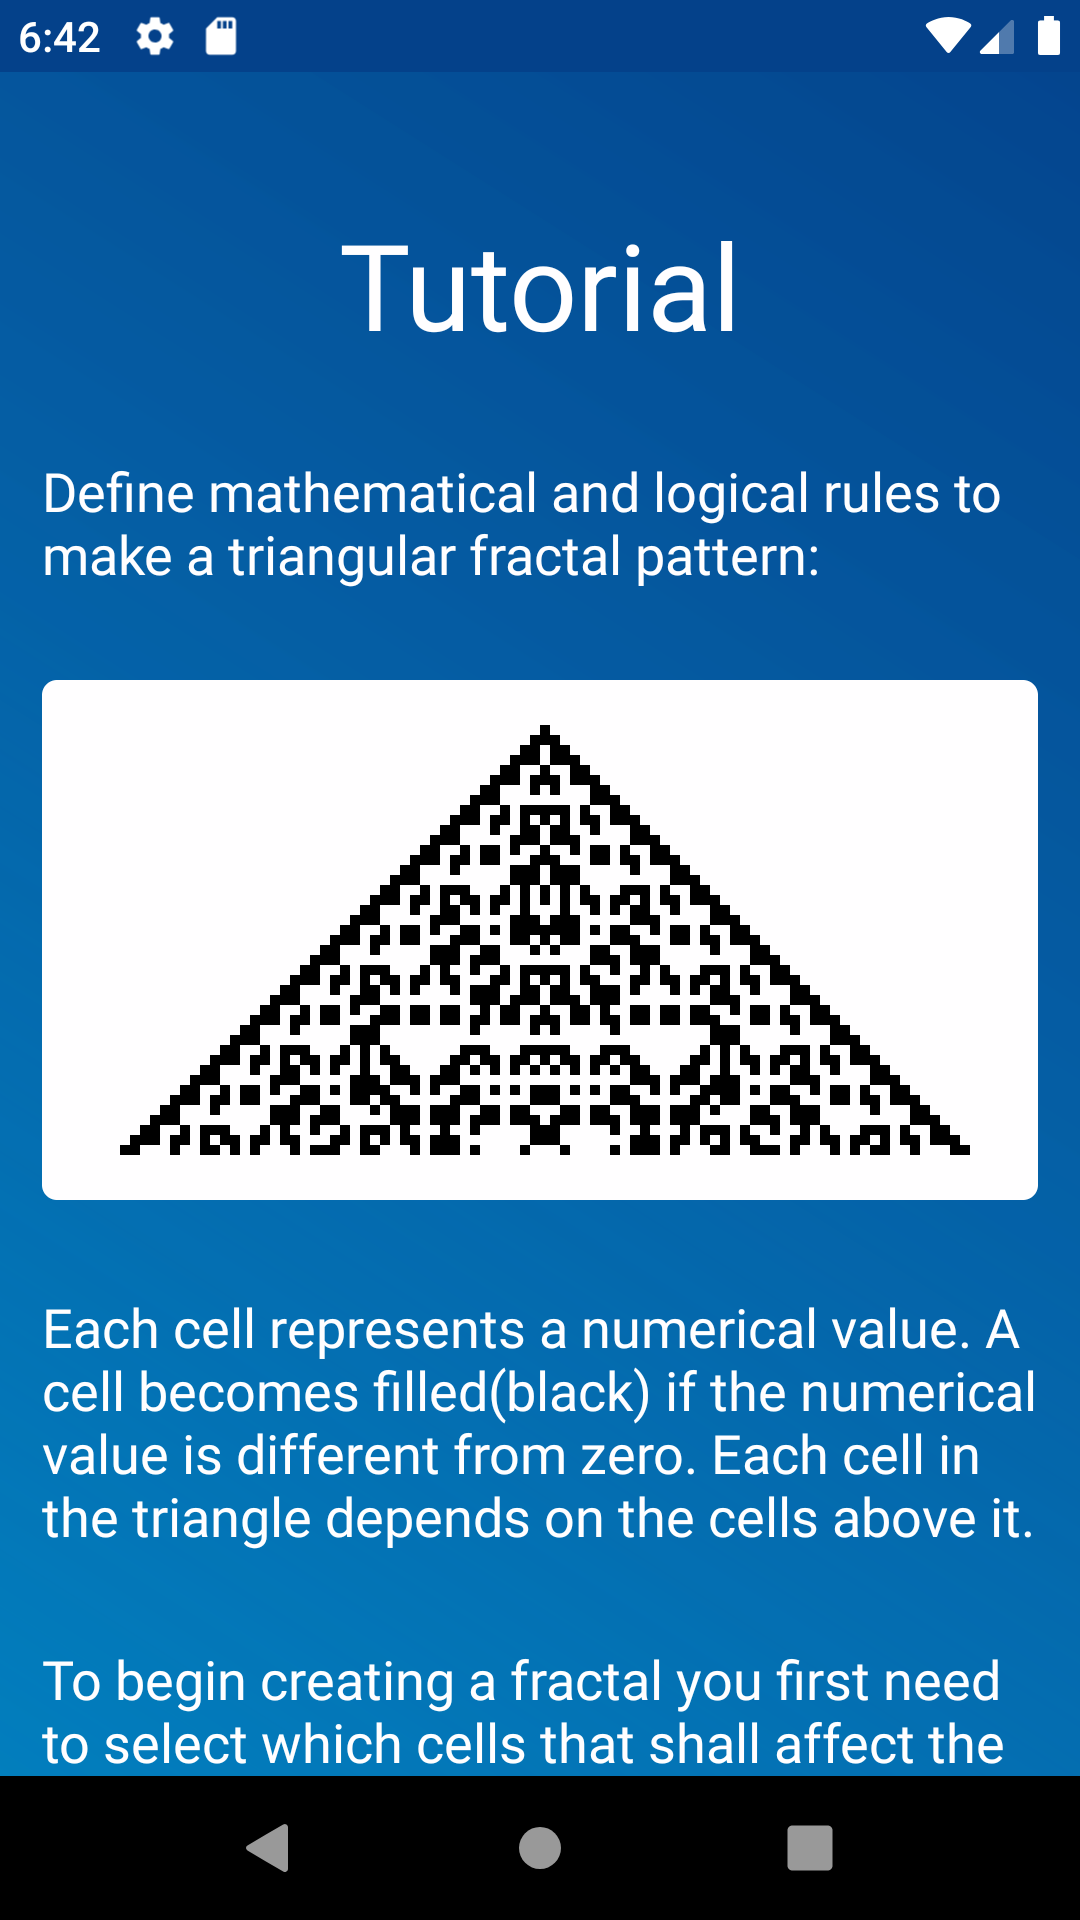 6:42
Tutorial
Define mathematical and logical rules to
make a triangular fractal pattern:
Each cell represents a numerical value. A
cell becomes filled(black) if the numerical
value is different from zero. Each cell in
the triangle depends on the cells above it.
To begin creating a fractal you first need
to select which cells that shall affect the